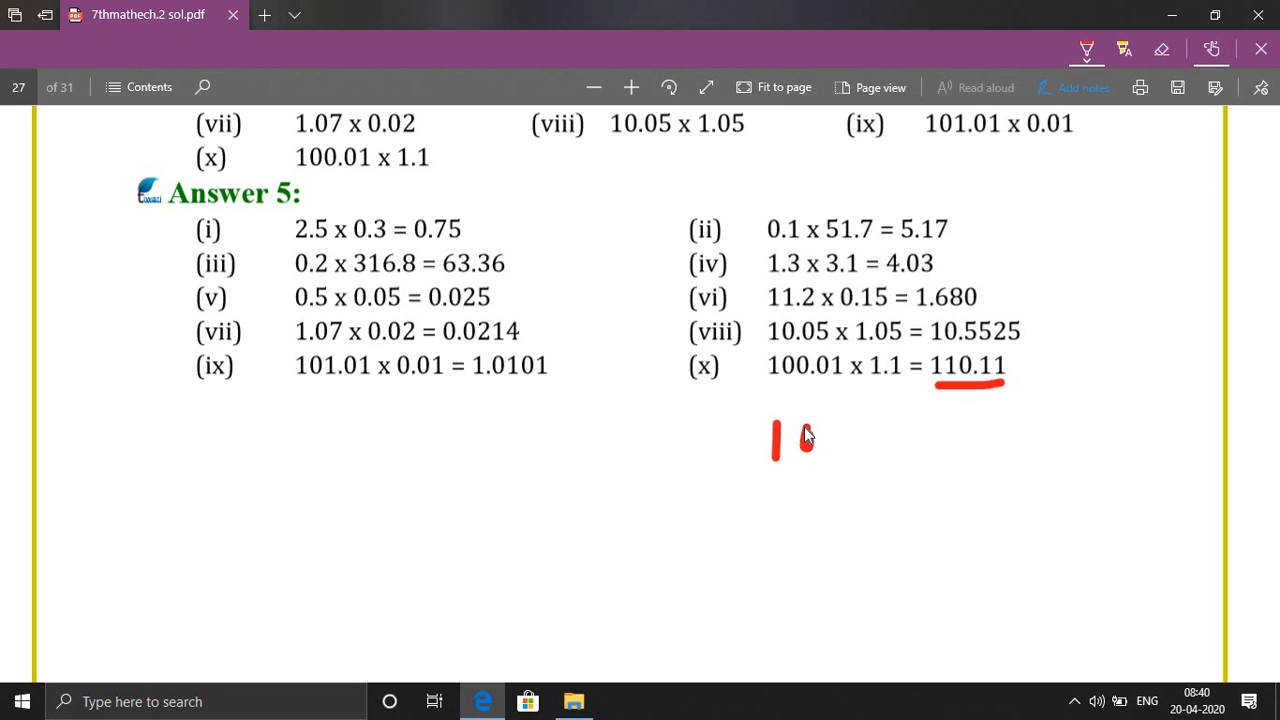 7thmathech.2 sol.pdf
27 of 31 Contents Fit to page Page view Read aloud Add notes
(vii) 1.07 x 0.02 (viii) 10.05 x 1.05 (ix) 101.01 x 0.01
(x) 100.01 x 1.1
Answer 5:
(i) 2.5 x 0.3 = 0.75 (ii) 0.1 x 51.7 = 5.17
(iii) 0.2 x 316.8 = 63.36 (iv) 1.3 x 3.1 = 4.03
(v) 0.5 x 0.05 = 0.025 (vi) 11.2 x 0.15 = 1.680
(vii) 1.07 x 0.02 = 0.0214 (viii) 10.05 x 1.05 = 10.5525
(ix) 101.01 x 0.01 = 1.0101 (x) 100.01 x 1.1 = 110.11
Type here to search ENG 08:40
20-04-2020